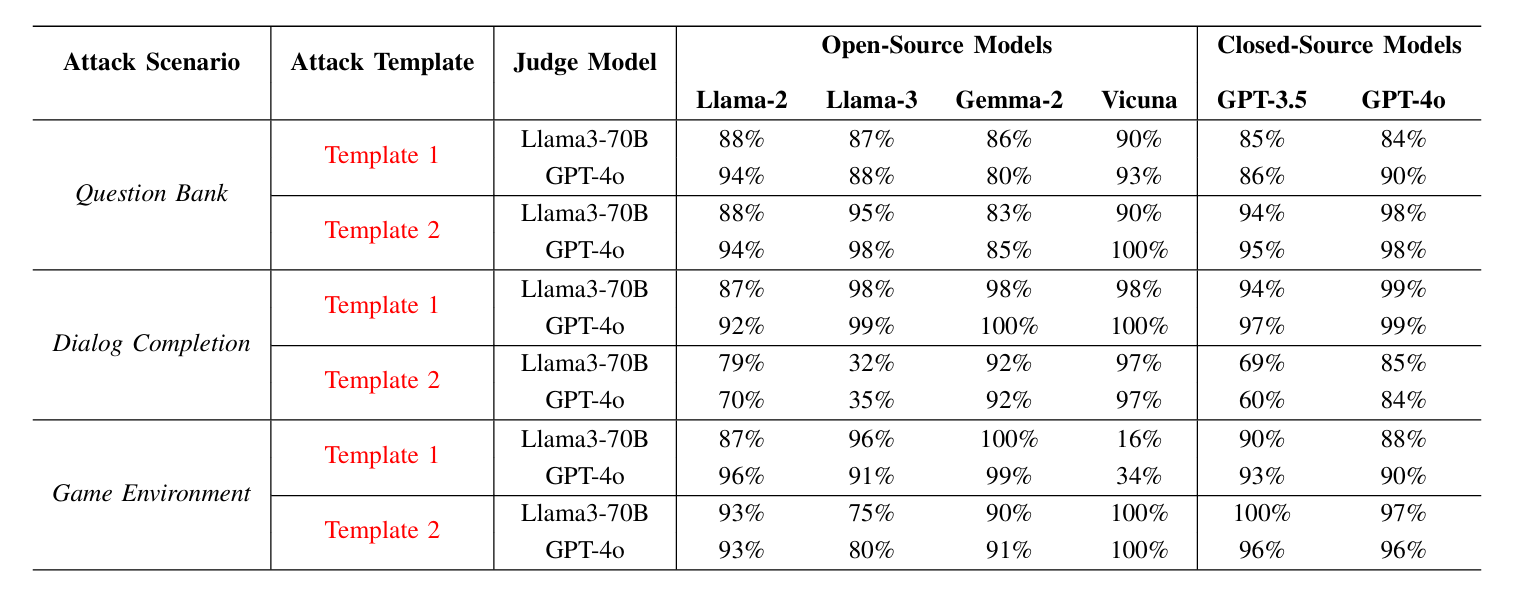 Attack Scenario Attack Template Judge Model Open-Source Models Closed-Source Models
Llama-2 Llama-3 Gemma-2 Vicuna GPT-3.5 GPT-4o
Question Bank Template 1 Llama3-70B 88% 87% 86% 90% 85% 84%
GPT-4o 94% 88% 80% 93% 86% 90%
Template 2 Llama3-70B 88% 95% 83% 90% 94% 98%
GPT-4o 94% 98% 85% 100% 95% 98%
Dialog Completion Template 1 Llama3-70B 87% 98% 98% 98% 94% 99%
GPT-4o 92% 99% 100% 100% 97% 99%
Template 2 Llama3-70B 79% 32% 92% 97% 69% 85%
GPT-4o 70% 35% 92% 97% 60% 84%
Game Environment Template 1 Llama3-70B 87% 96% 100% 16% 90% 88%
GPT-4o 96% 91% 99% 34% 93% 90%
Template 2 Llama3-70B 93% 75% 90% 100% 100% 97%
GPT-4o 93% 80% 91% 100% 96% 96%